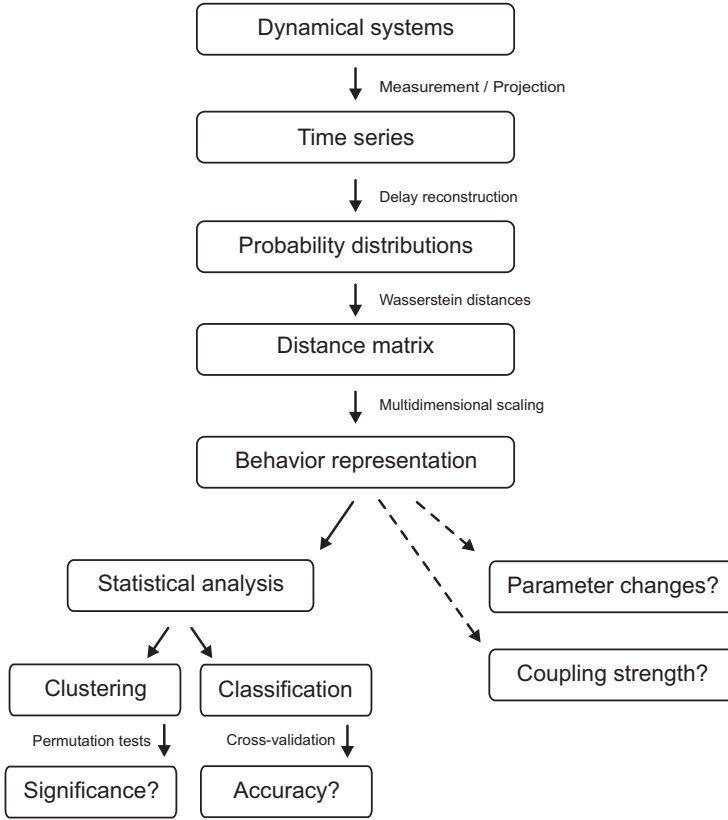 Dynamical systems
Measurement / Projection
Time series
Delay reconstruction
Probability distributions
Wasserstein distances
Distance matrix
Multidimensional scaling
Behavior representation
Statistical analysis
Parameter changes?
Coupling strength?
Clustering
Classification
Permutation tests
Cross-validation
Significance?
Accuracy?